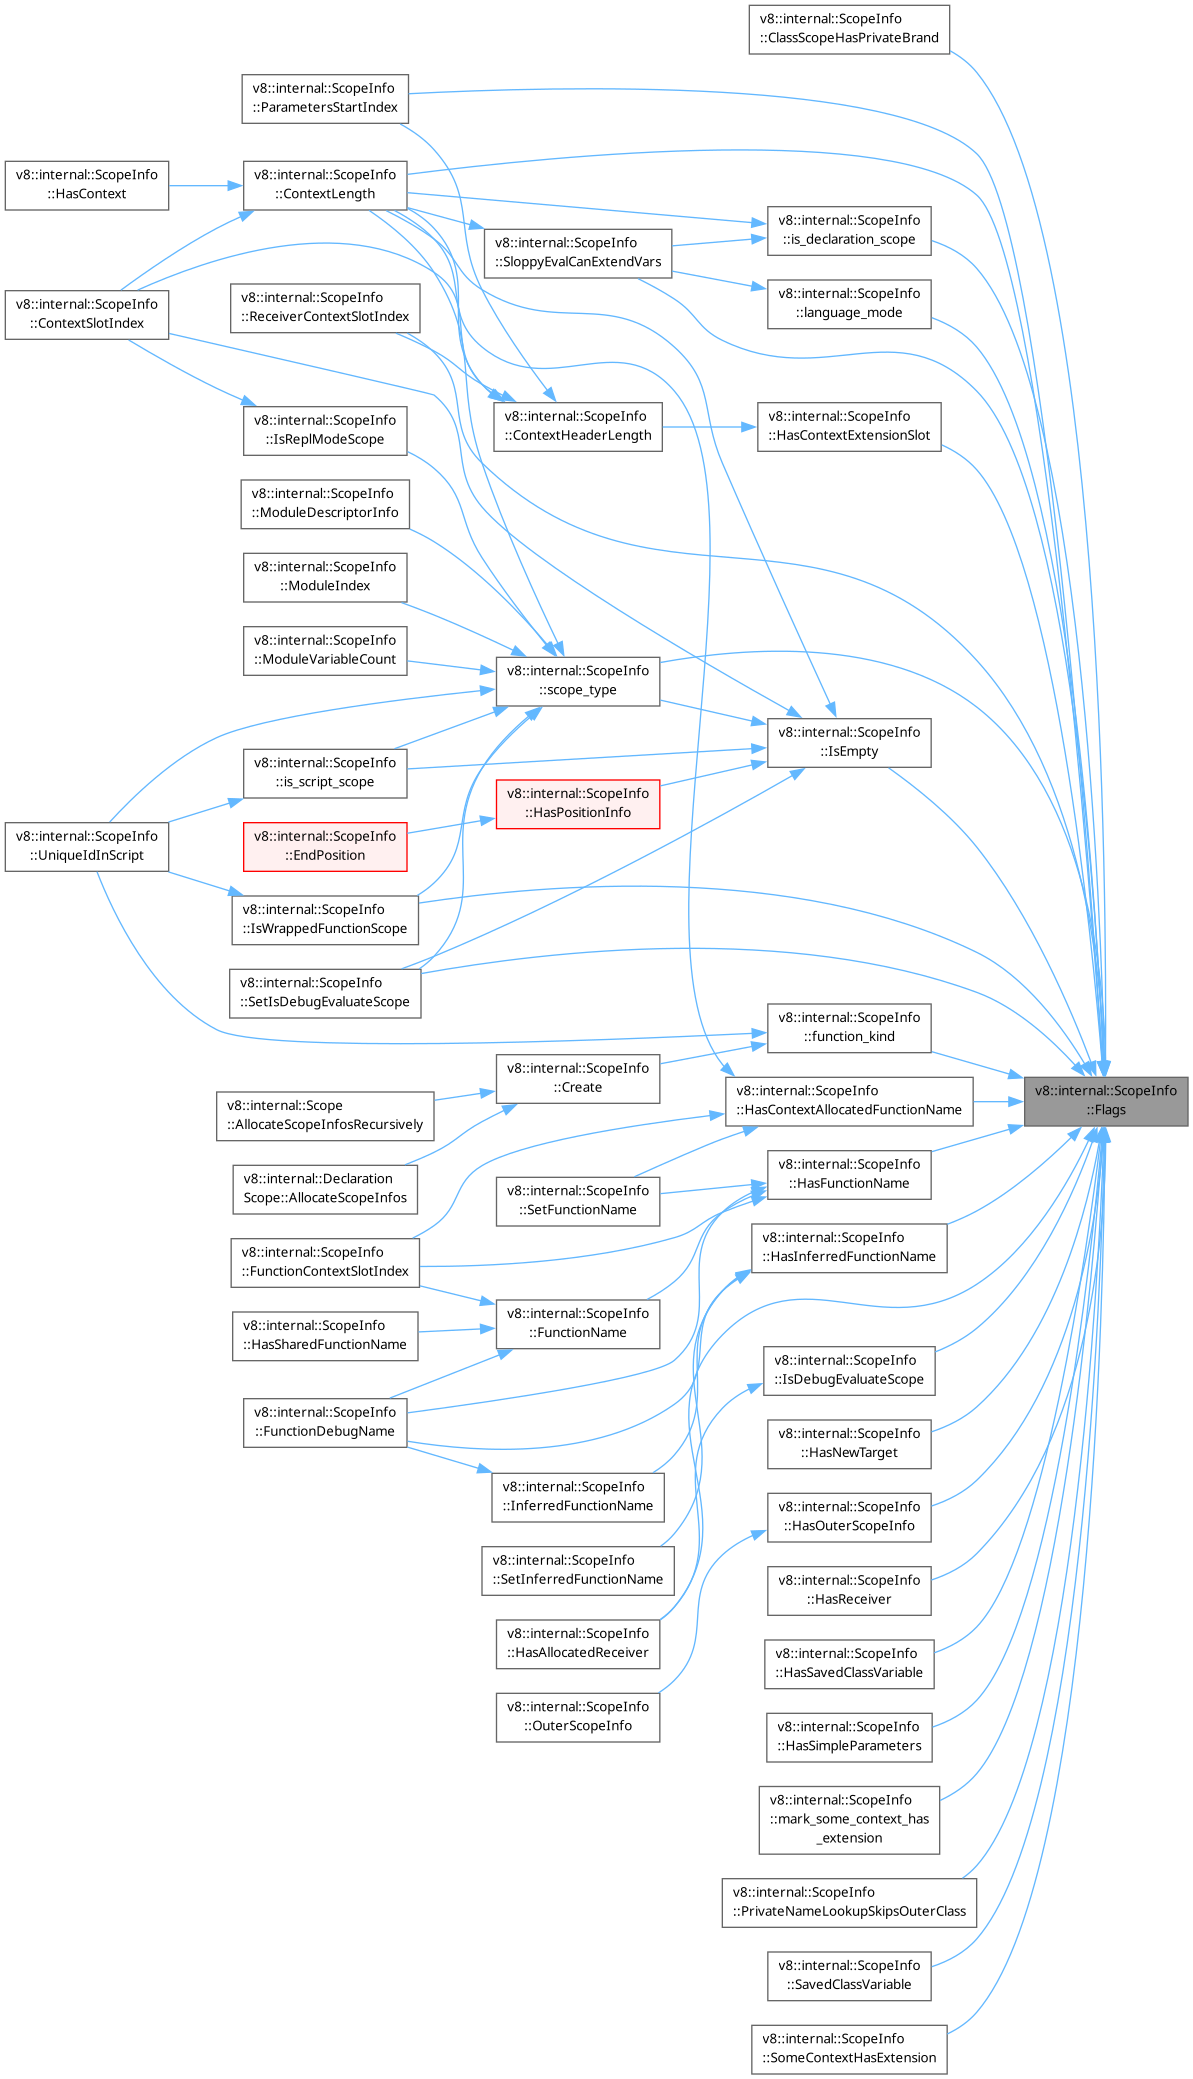 v8::internal::ScopeInfo
::ClassScopeHasPrivateBrand
v8::internal::ScopeInfo
::ParametersStartIndex
v8::internal::ScopeInfo
::HasContext
v8::internal::ScopeInfo
::ContextLength
v8::internal::ScopeInfo
::is_declaration_scope
v8::internal::ScopeInfo
::SloppyEvalCanExtendVars
v8::internal::ScopeInfo
::language_mode
v8::internal::ScopeInfo
::ContextSlotIndex
v8::internal::ScopeInfo
::ReceiverContextSlotIndex
v8::internal::ScopeInfo
::IsReplModeScope
v8::internal::ScopeInfo
::ContextHeaderLength
v8::internal::ScopeInfo
::HasContextExtensionSlot
v8::internal::ScopeInfo
::ModuleDescriptorInfo
v8::internal::ScopeInfo
::ModuleIndex
v8::internal::ScopeInfo
::ModuleVariableCount
v8::internal::ScopeInfo
::scope_type
v8::internal::ScopeInfo
::IsEmpty
v8::internal::ScopeInfo
::is_script_scope
v8::internal::ScopeInfo
::HasPositionInfo
v8::internal::ScopeInfo
::UniqueIdInScript
v8::internal::ScopeInfo
::EndPosition
v8::internal::ScopeInfo
::IsWrappedFunctionScope
v8::internal::ScopeInfo
::SetIsDebugEvaluateScope
v8::internal::ScopeInfo
::function_kind
v8::internal::ScopeInfo
::Create
v8::internal::ScopeInfo
::HasContextAllocatedFunctionName
v8::internal::ScopeInfo
::Flags
v8::internal::Scope
::AllocateScopeInfosRecursively
v8::internal::Declaration
Scope::AllocateScopeInfos
v8::internal::ScopeInfo
::HasFunctionName
v8::internal::ScopeInfo
::SetFunctionName
v8::internal::ScopeInfo
::FunctionContextSlotIndex
v8::internal::ScopeInfo
::HasInferredFunctionName
v8::internal::ScopeInfo
::HasSharedFunctionName
v8::internal::ScopeInfo
::FunctionName
v8::internal::ScopeInfo
::IsDebugEvaluateScope
v8::internal::ScopeInfo
::FunctionDebugName
v8::internal::ScopeInfo
::HasNewTarget
v8::internal::ScopeInfo
::InferredFunctionName
v8::internal::ScopeInfo
::HasOuterScopeInfo
v8::internal::ScopeInfo
::SetInferredFunctionName
v8::internal::ScopeInfo
::HasReceiver
v8::internal::ScopeInfo
::HasAllocatedReceiver
v8::internal::ScopeInfo
::HasSavedClassVariable
v8::internal::ScopeInfo
::OuterScopeInfo
v8::internal::ScopeInfo
::HasSimpleParameters
v8::internal::ScopeInfo
::mark_some_context_has
_extension
v8::internal::ScopeInfo
::PrivateNameLookupSkipsOuterClass
v8::internal::ScopeInfo
::SavedClassVariable
v8::internal::ScopeInfo
::SomeContextHasExtension